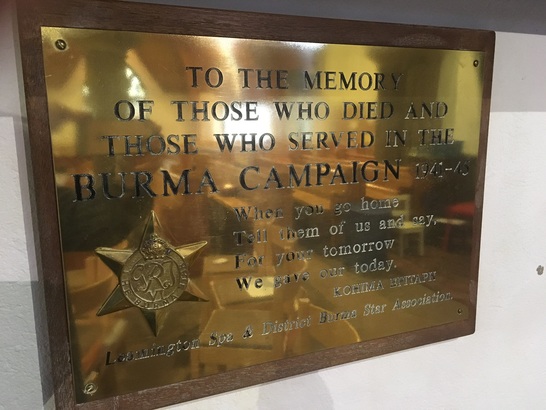 TO THE MEMORY
OF THOSE WHO DIED AND
THOSE WHO SERVED IN THE
BURMA CAMPAIGN 1941-45
When you go home
Tell them of us and say,
For your tomorrow
We gave our today.
KOHIMA EPITAPH
Leamington Spa & District Burma Star Association.